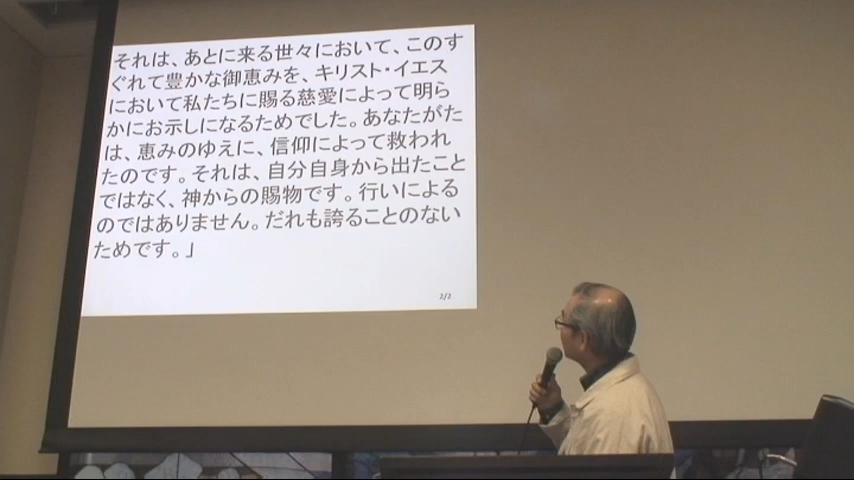 それは、あとに来る世々において、このす
ぐれて豊かな御恵みを、キリスト・イエス
において私たちに賜る慈愛によって明ら
かにお示しになるためでした。あなたがた
は、恵みのゆえに、信仰によって救われ
たのです。それは、自分自身から出たこと
ではなく、神からの賜物です。行いによる
のではありません。だれも誇ることのない
ためです。」
2/2